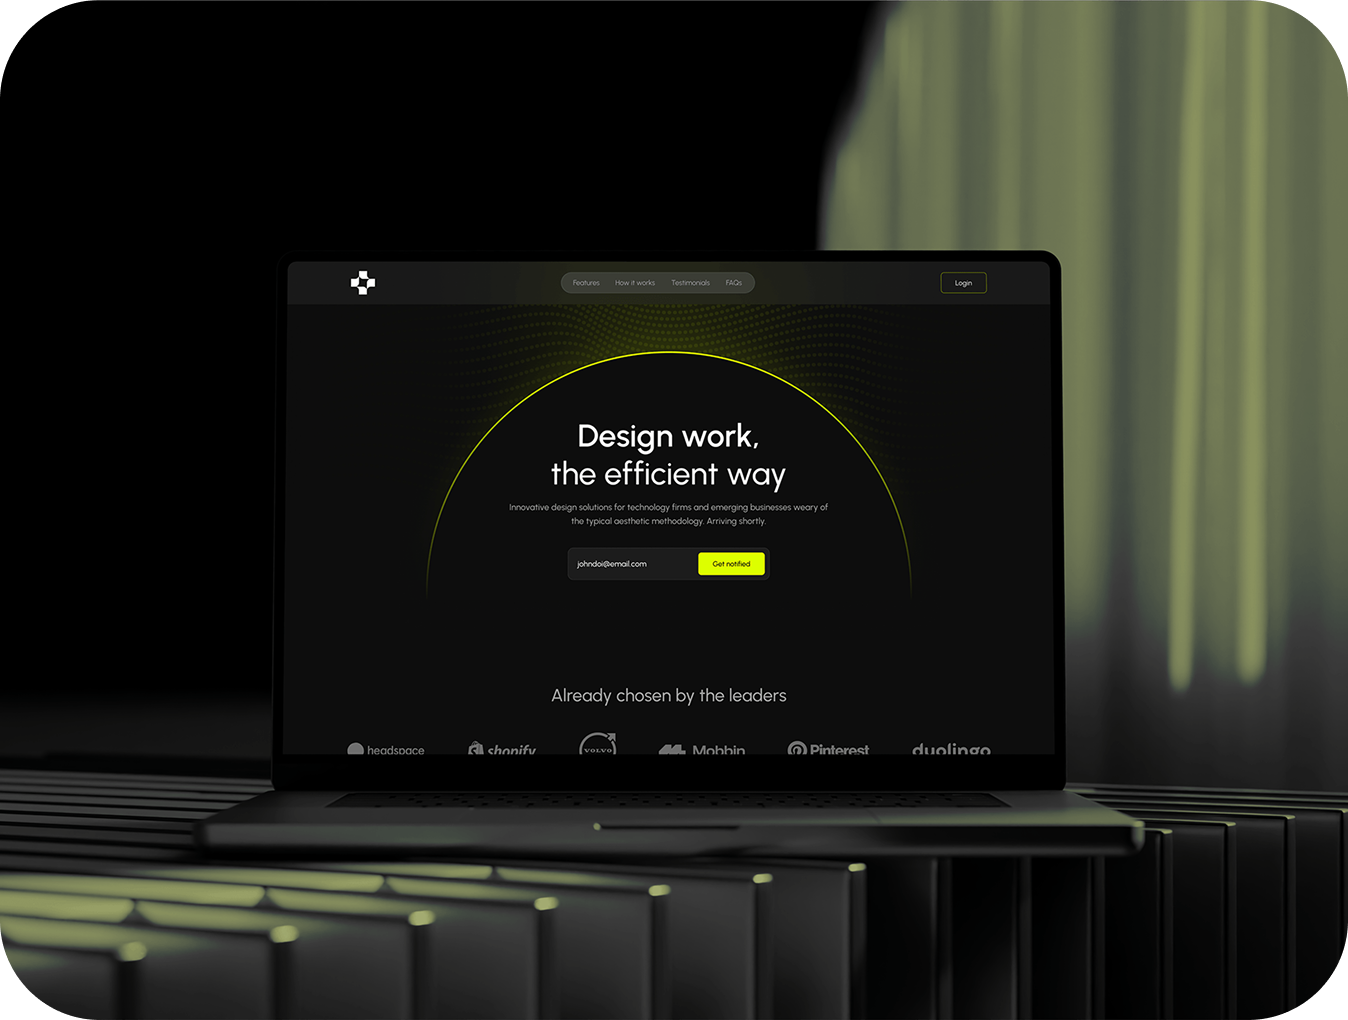 Features How it works Testimonials FAQs
Login
Design work,
the efficient way
Innovative design solutions for technology firms and emerging businesses weary of
the typical aesthetic methodology. Arriving shortly.
johndoi@email.com
Get notified
Already chosen by the leaders
headspace shopify VOLVO Mobbin Pinterest duolingo